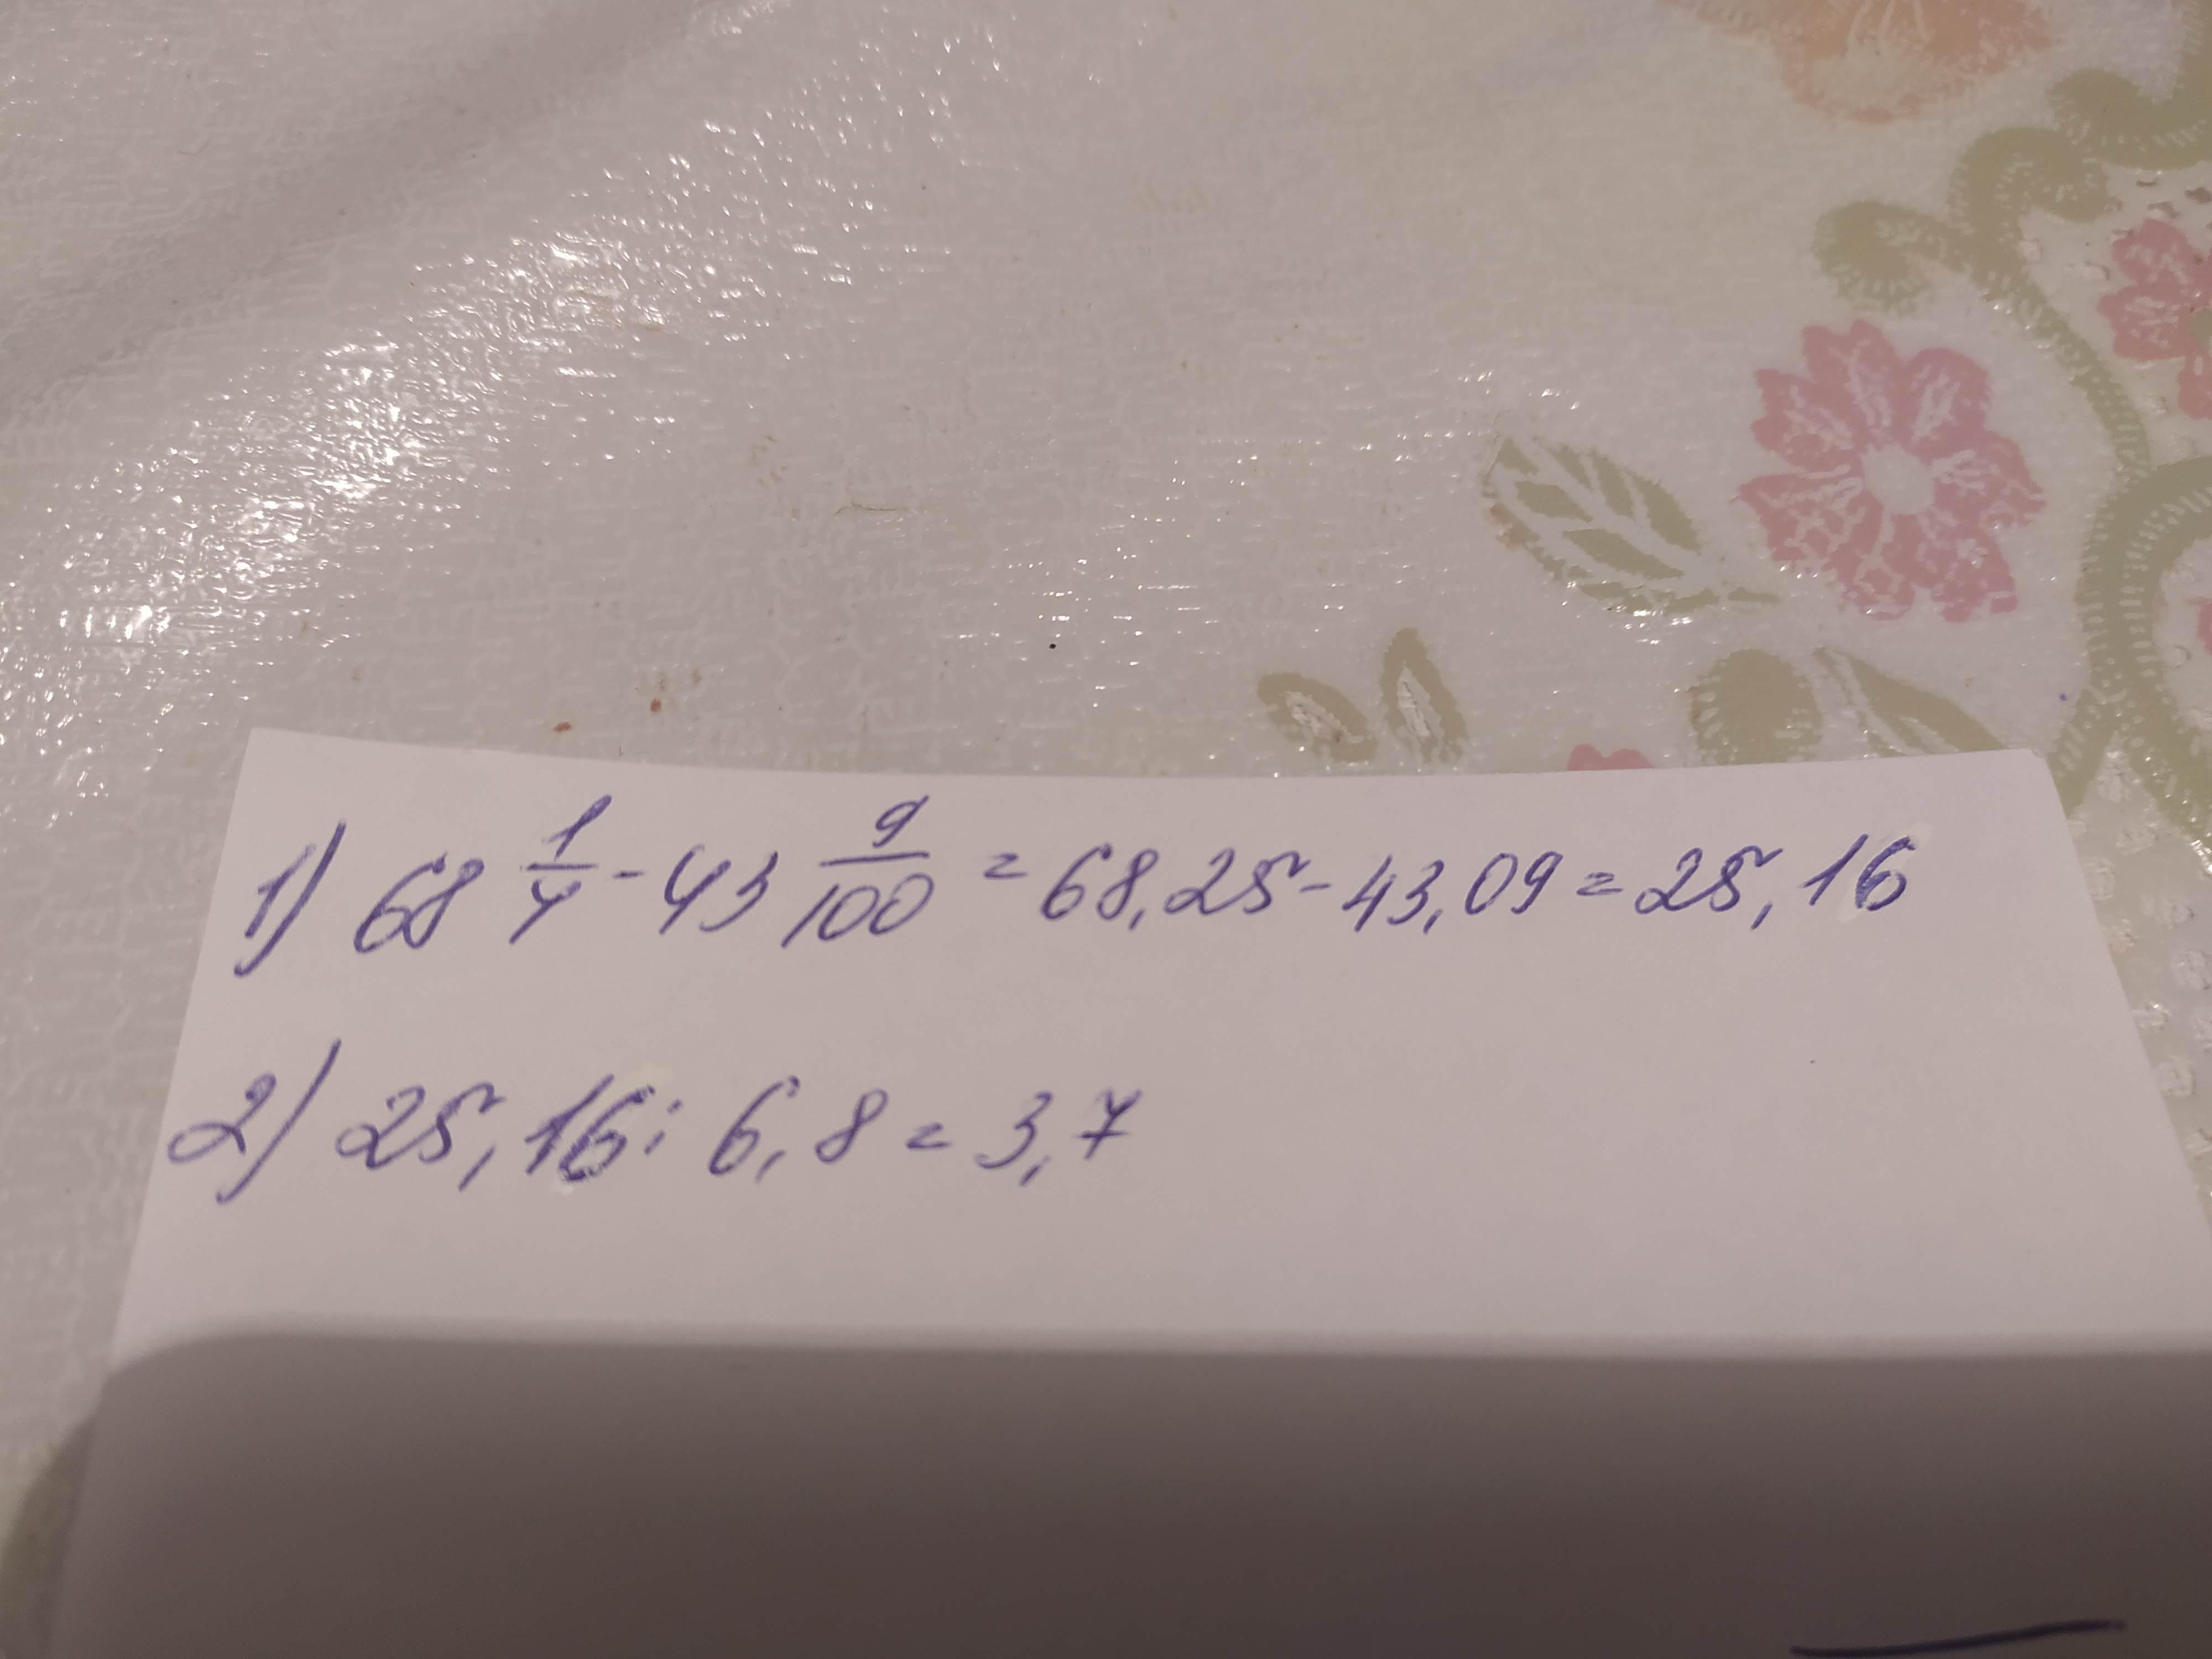 1) 68 1/4 - 43 9/100 = 68,25 - 43,09 = 25,16
2) 25,16 : 6,8 = 3,7